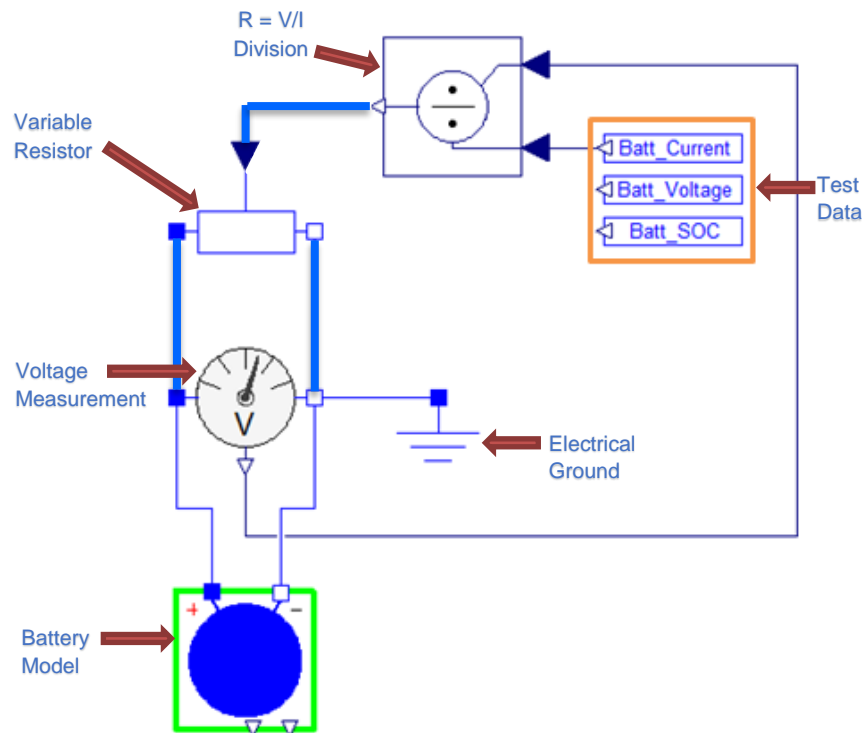 R = V/I
Division
Variable
Resistor
Batt_Current
Batt_Voltage
Batt_SOC
Test
Data
Voltage
Measurement
V
Electrical
Ground
+ −
Battery
Model